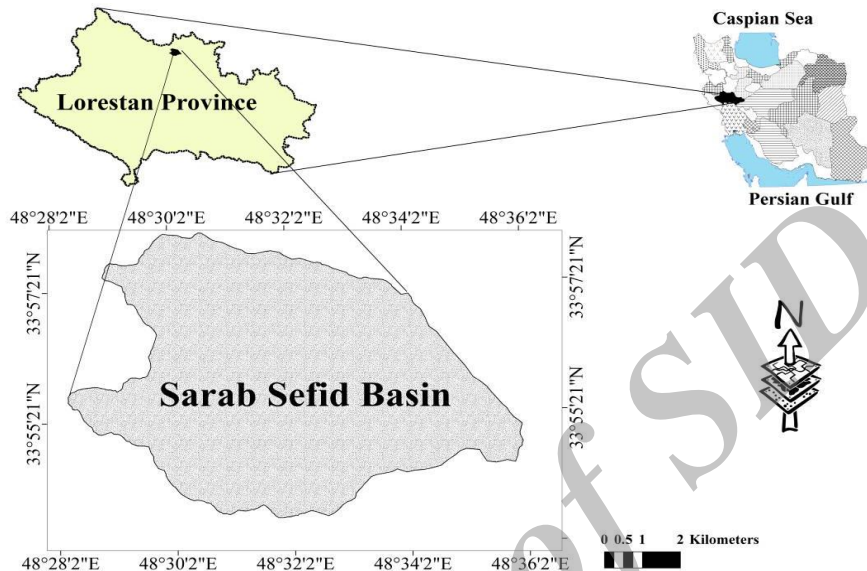 Caspian Sea
Lorestan Province
Persian Gulf
48°28'2"E 48°30'2"E 48°32'2"E 48°34'2"E 48°36'2"E
33°57'21"N
33°57'21"N
Sarab Sefid Basin
33°55'21"N
33°55'21"N
N
48°28'2"E 48°30'2"E 48°32'2"E 48°34'2"E 48°36'2"E
0 0.5 1 2 Kilometers
of SID